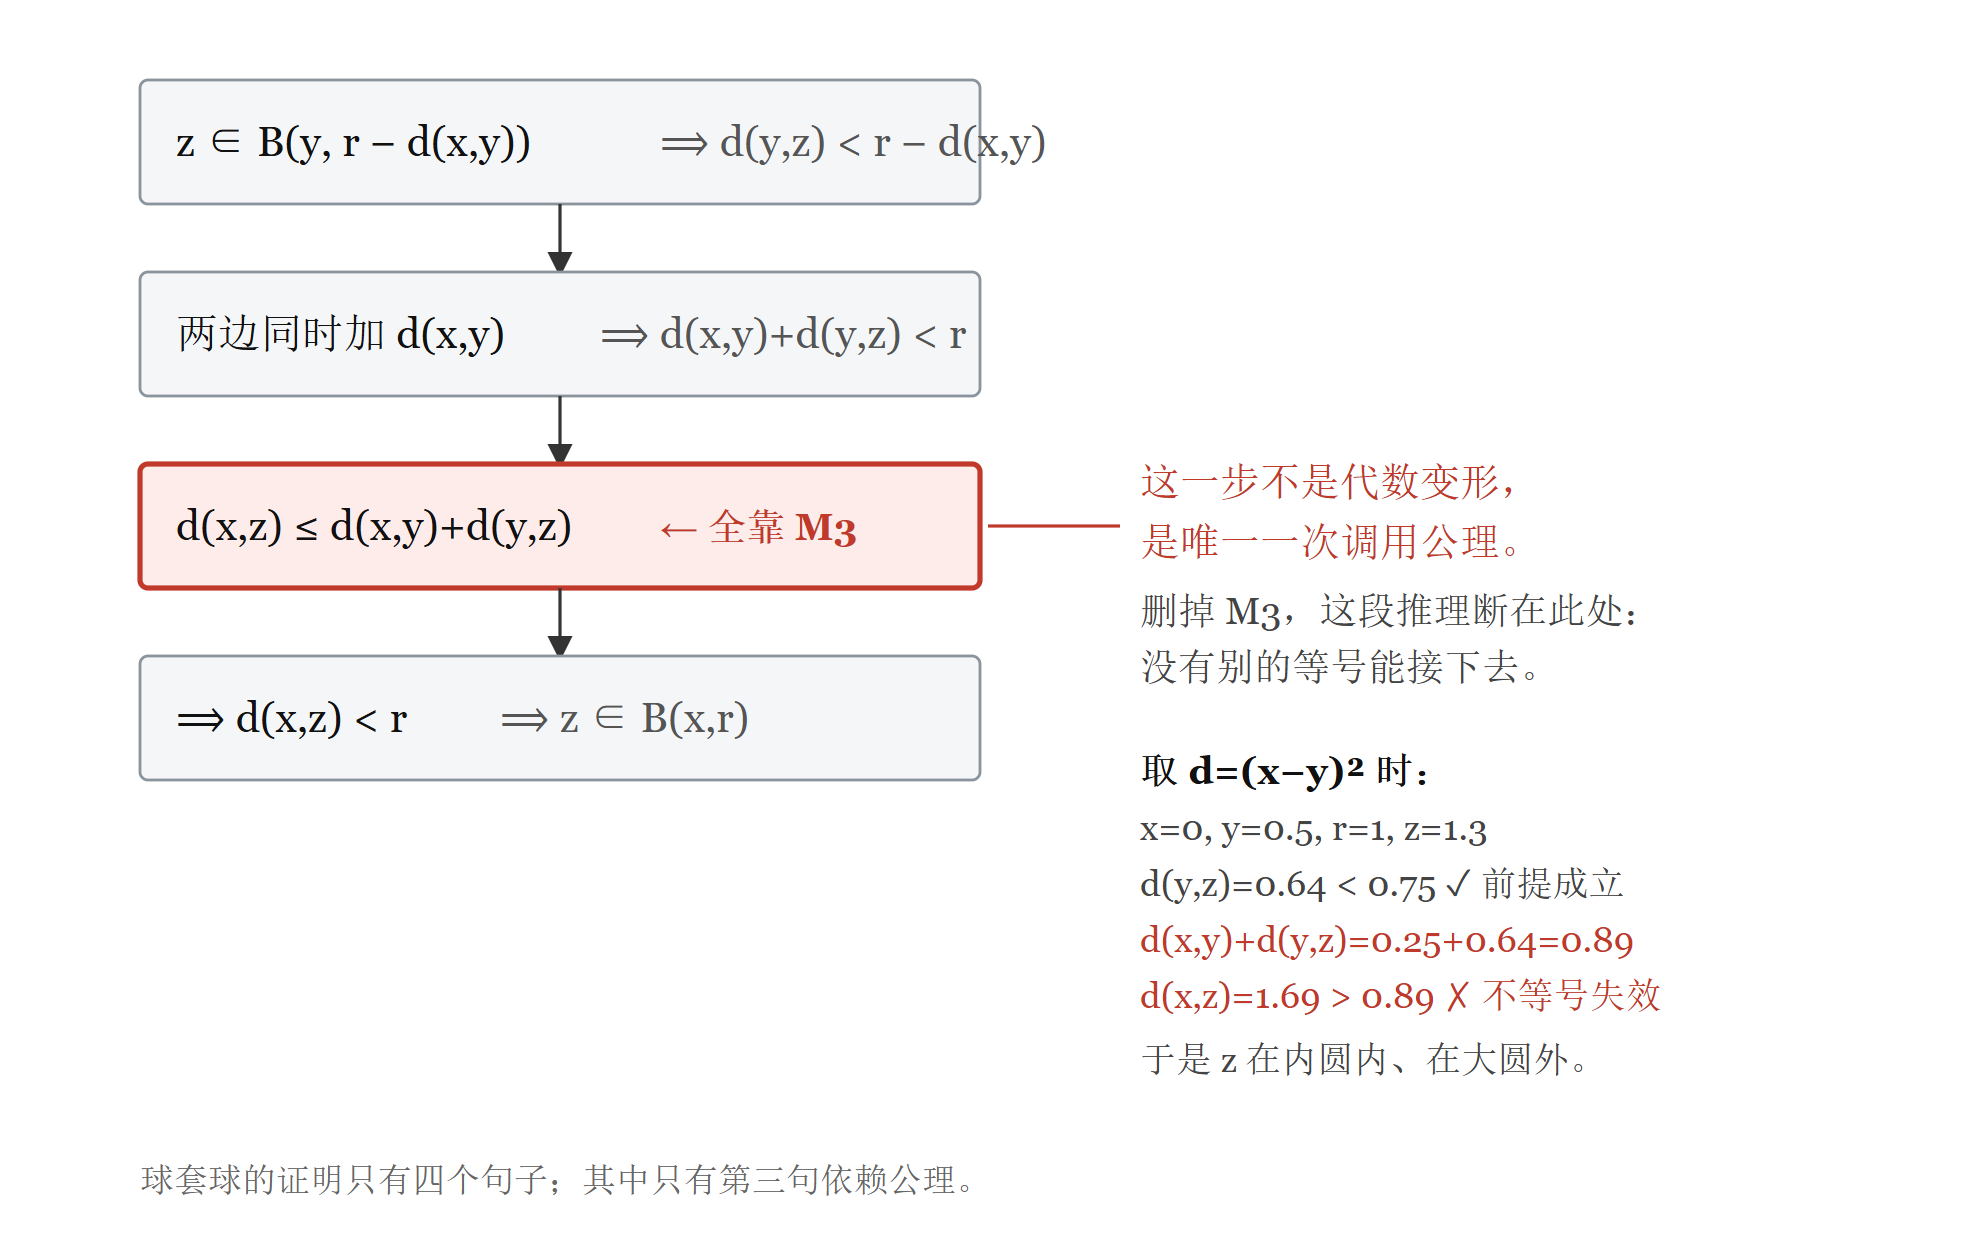 z ∈ B(y, r − d(x,y)) ⟹ d(y,z) < r − d(x,y)
两边同时加 d(x,y) ⟹ d(x,y)+d(y,z) < r
d(x,z) ≤ d(x,y)+d(y,z) ← 全靠 M3
⟹ d(x,z) < r ⟹ z ∈ B(x,r)
这一步不是代数变形，
是唯一一次调用公理。
删掉 M3，这段推理断在此处：
没有别的等号能接下去。
取 d=(x−y)² 时：
x=0, y=0.5, r=1, z=1.3
d(y,z)=0.64 < 0.75 ✓ 前提成立
d(x,y)+d(y,z)=0.25+0.64=0.89
d(x,z)=1.69 > 0.89 ✗ 不等号失效
于是 z 在内圆内、在大圆外。
球套球的证明只有四个句子；其中只有第三句依赖公理。